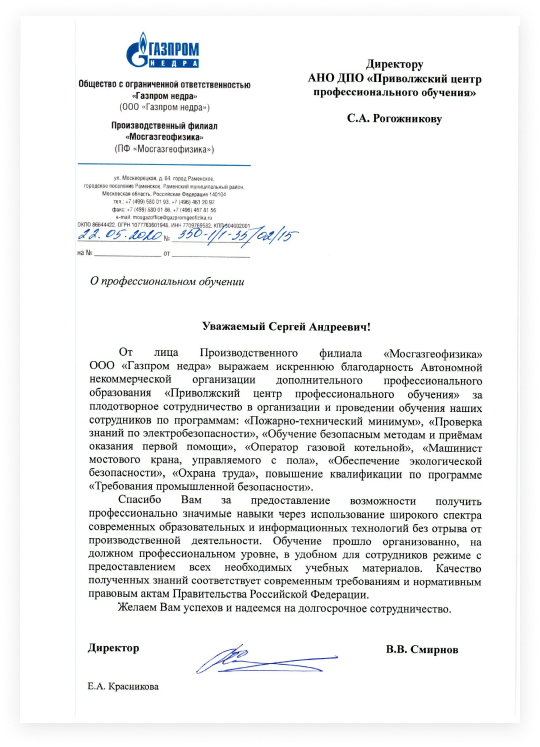 ГАЗПРОМ
НЕДРА
Общество с ограниченной ответственностью
«Газпром недра»
(ООО «Газпром недра»)
Производственный филиал
«Мосгазгеофизика»
(ПФ «Мосгазгеофизика»)
ул. Москворецкая, д. 64, город Раменское,
городское поселение Раменское, Раменский муниципальный район,
Московская область, Российская Федерация 140104
тел.: +7 (499) 580 01 93, +7 (496) 461 20 97
факс: +7 (499) 580 01 86, +7 (496) 467 81 56
ОКПО 86644422, ОГРН 1077763601948, ИНН 7709769582, КПП 504002001
22.05.2020 № 350-1/1-35/02/15
на № от
Директору
АНО ДПО «Приволжский центр
профессионального обучения»
С.А. Рогожникову
О профессиональном обучении
Уважаемый Сергей Андреевич!
От лица Производственного филиала «Мосгазгеофизика»
ООО «Газпром недра» выражаем искреннюю благодарность Автономной
некоммерческой организации дополнительного профессионального
образования «Приволжский центр профессионального обучения» за
плодотворное сотрудничество в организации и проведении обучения наших
сотрудников по программам: «Пожарно-технический минимум», «Проверка
знаний по электробезопасности», «Обучение безопасным методам и приёмам
оказания первой помощи», «Оператор газовой котельной», «Машинист
мостового крана, управляемого с пола», «Обеспечение экологической
безопасности», «Охрана труда», повышение квалификации по программе
«Требования промышленной безопасности».
Спасибо Вам за предоставление возможности получить
профессионально значимые навыки через использование широкого спектра
современных образовательных и информационных технологий без отрыва от
производственной деятельности. Обучение прошло организованно, на
должном профессиональном уровне, в удобном для сотрудников режиме с
предоставлением всех необходимых учебных материалов. Качество
полученных знаний соответствует современным требованиям и нормативным
правовым актам Правительства Российской Федерации.
Желаем Вам успехов и надеемся на долгосрочное сотрудничество.
Директор В.В. Смирнов
Е.А. Красникова